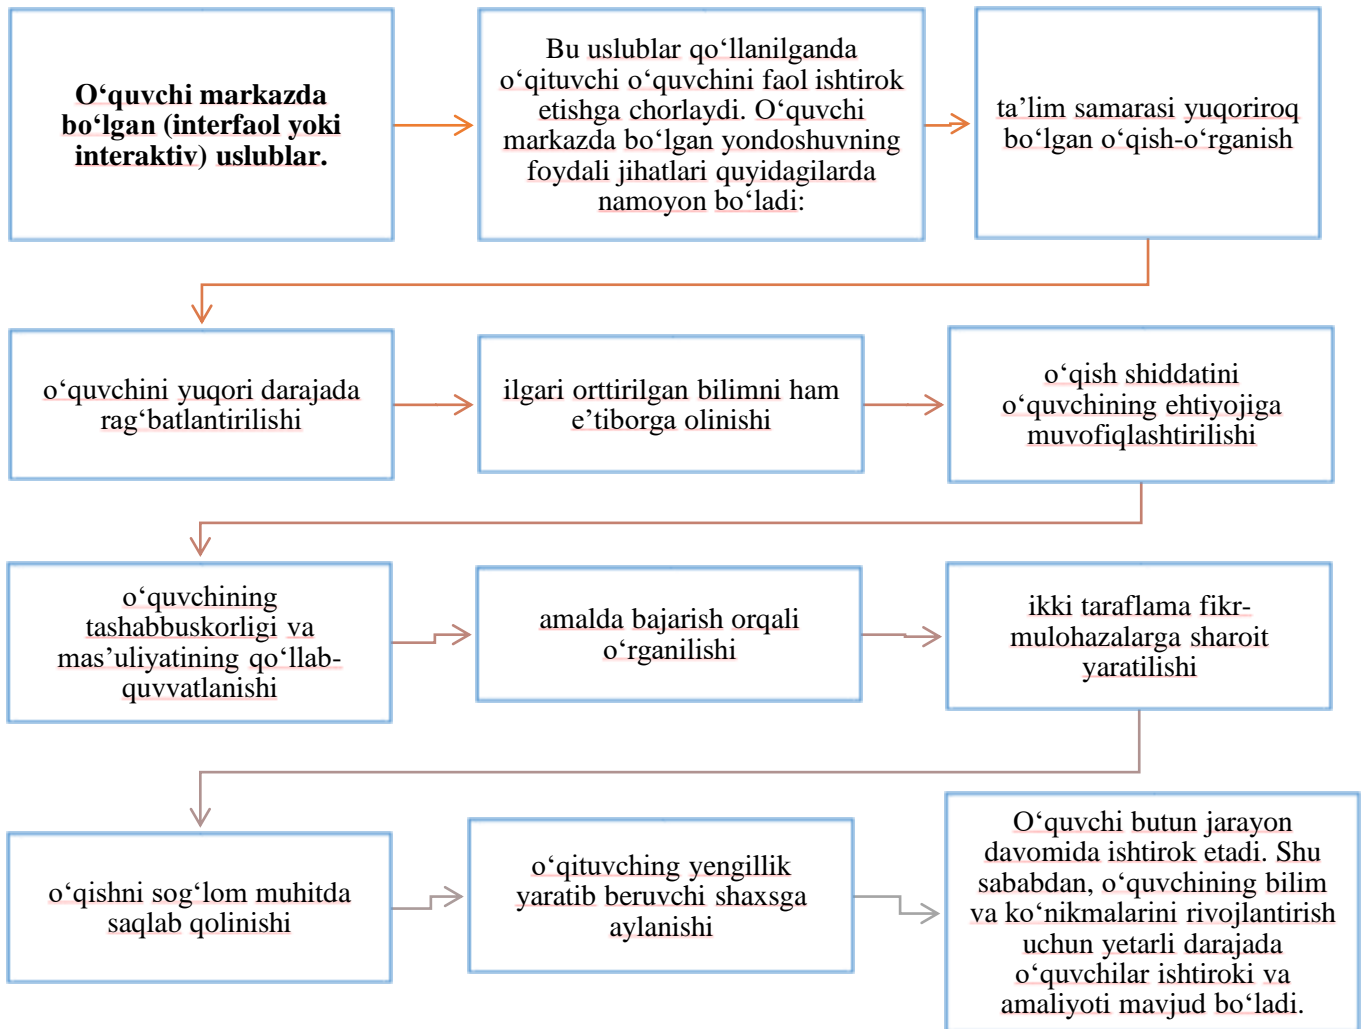 O‘quvchi markazda
bo‘lgan (interfaol yoki
interaktiv) uslublar.
Bu uslublar qo‘llanilganda
o‘qituvchi o‘quvchini faol ishtirok
etishga chorlaydi. O‘quvchi
markazda bo‘lgan yondoshuvning
foydali jihatlari quyidagilarda
namoyon bo‘ladi:
ta’lim samarasi yuqoriroq
bo‘lgan o‘qish-o‘rganish
o‘quvchini yuqori darajada
rag‘batlantirilishi
ilgari orttirilgan bilimni ham
e’tiborga olinishi
o‘qish shiddatini
o‘quvchining ehtiyojiga
muvofiqlashtirilishi
o‘quvchining
tashabbuskorligi va
mas’uliyatining qo‘llab-
quvvatlanishi
amalda bajarish orqali
o‘rganilishi
ikki taraflama fikr-
mulohazalarga sharoit
yaratilishi
o‘qishni sog‘lom muhitda
saqlab qolinishi
o‘qituvching yengillik
yaratib beruvchi shaxsga
aylanishi
O‘quvchi butun jarayon
davomida ishtirok etadi. Shu
sababdan, o‘quvchining bilim
va ko‘nikmalarini rivojlantirish
uchun yetarli darajada
o‘quvchilar ishtiroki va
amaliyoti mavjud bo‘ladi.